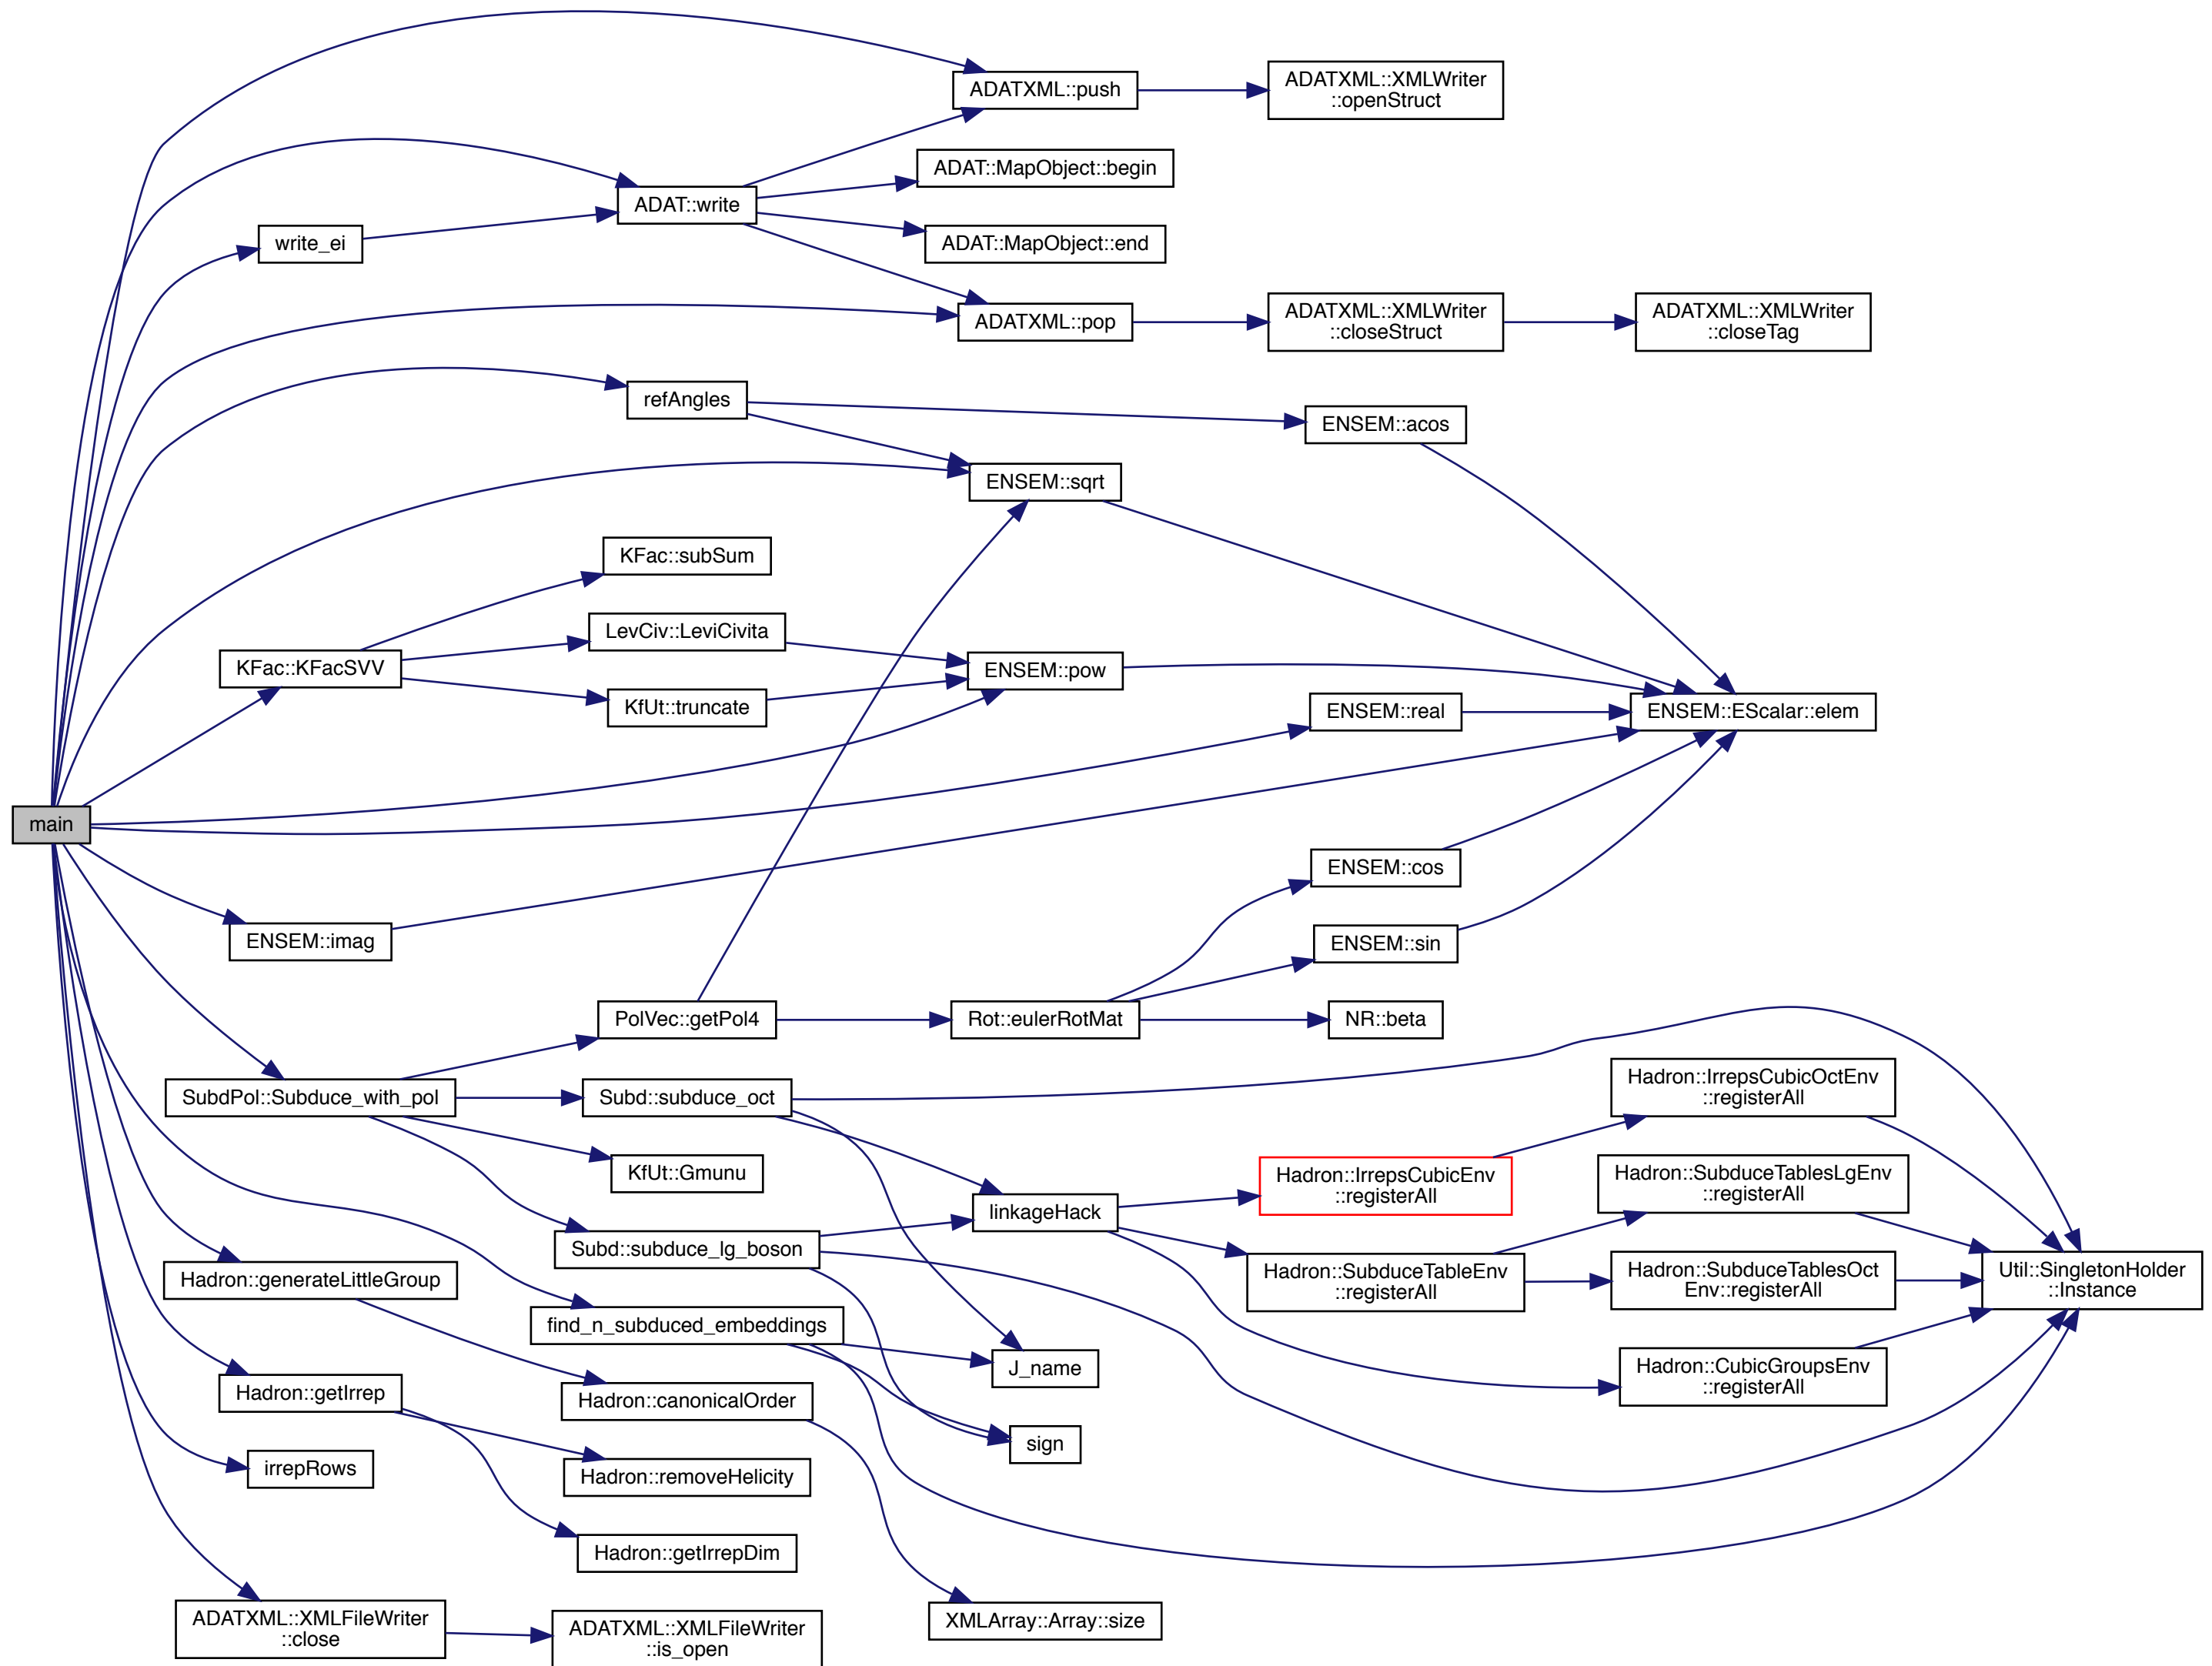 ADATXML::push
ADATXML::XMLWriter
::openStruct
ADAT::MapObject::begin
ADAT::write
write_ei
ADAT::MapObject::end
ADATXML::pop
ADATXML::XMLWriter
::closeStruct
ADATXML::XMLWriter
::closeTag
refAngles
ENSEM::acos
ENSEM::sqrt
KFac::subSum
LevCiv::LeviCivita
KFac::KFacSVV
ENSEM::pow
KfUt::truncate
ENSEM::real
ENSEM::EScalar::elem
main
ENSEM::cos
ENSEM::imag
ENSEM::sin
PolVec::getPol4
Rot::eulerRotMat
NR::beta
SubdPol::Subduce_with_pol
Subd::subduce_oct
Hadron::IrrepsCubicOctEnv
::registerAll
KfUt::Gmunu
Hadron::IrrepsCubicEnv
::registerAll
Hadron::SubduceTablesLgEnv
::registerAll
linkageHack
Subd::subduce_lg_boson
Hadron::generateLittleGroup
Hadron::SubduceTableEnv
::registerAll
Hadron::SubduceTablesOct
Env::registerAll
Util::SingletonHolder
::Instance
find_n_subduced_embeddings
J_name
Hadron::CubicGroupsEnv
::registerAll
Hadron::getIrrep
Hadron::canonicalOrder
sign
irrepRows
Hadron::removeHelicity
Hadron::getIrrepDim
ADATXML::XMLFileWriter
::close
ADATXML::XMLFileWriter
::is_open
XMLArray::Array::size